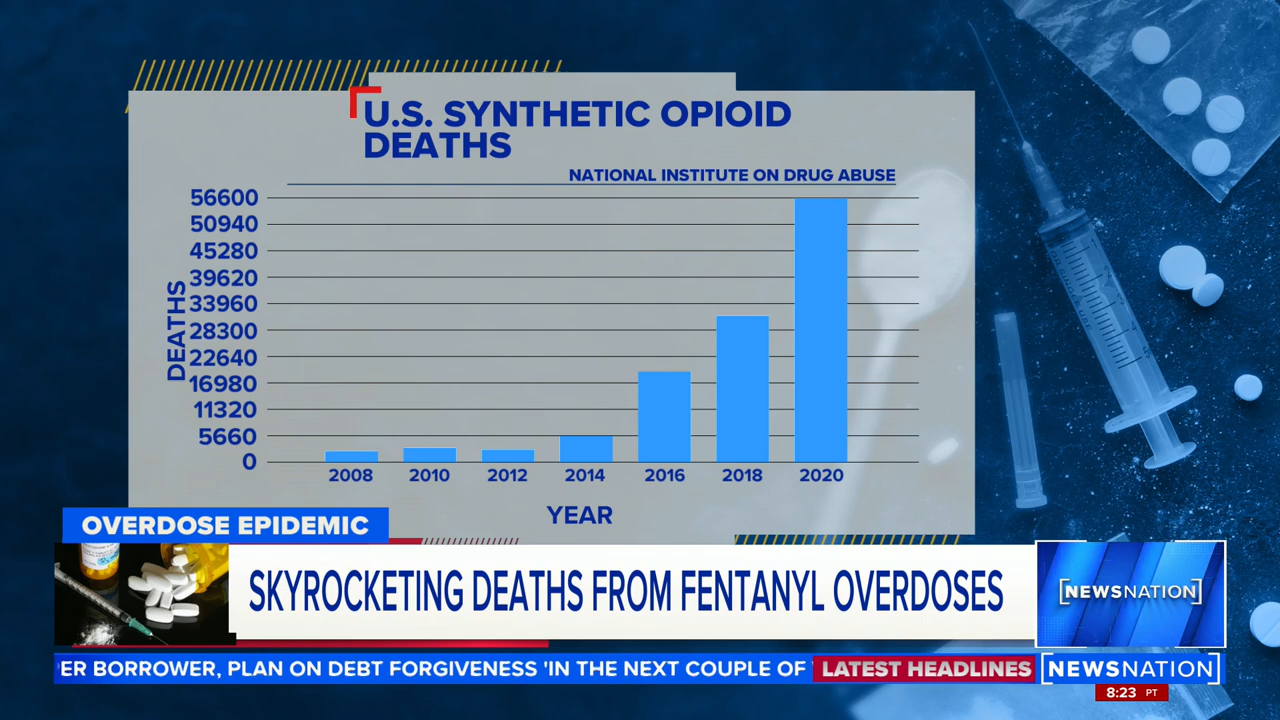 U.S. SYNTHETIC OPIOID
DEATHS
NATIONAL INSTITUTE ON DRUG ABUSE
DEATHS
56600
50940
45280
39620
33960
28300
22640
16980
11320
5660
0
2008 2010 2012 2014 2016 2018 2020
YEAR
OVERDOSE EPIDEMIC
SKYROCKETING DEATHS FROM FENTANYL OVERDOSES
[NEWSNATION]
ER BORROWER, PLAN ON DEBT FORGIVENESS 'IN THE NEXT COUPLE OF
LATEST HEADLINES
[NEWSNATION]
8:23 PT